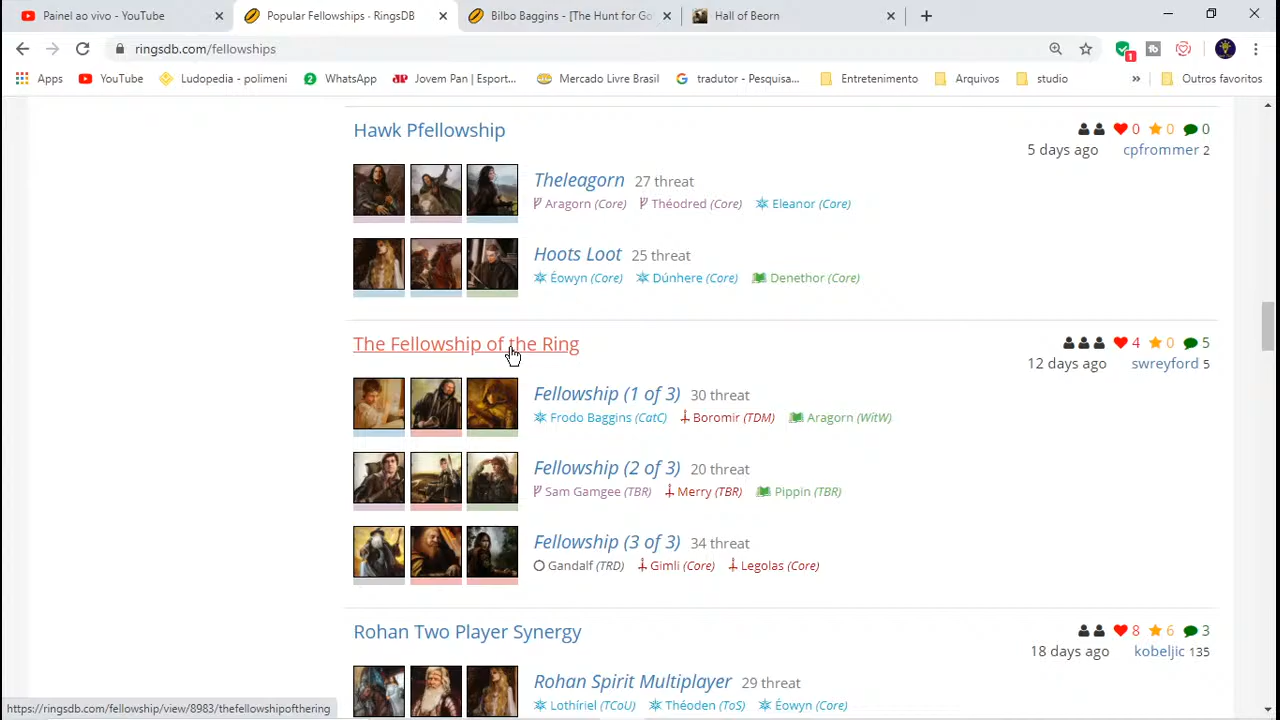 Painel ao vivo - YouTube
Popular Fellowships · RingsDB
Bilbo Baggins - [The Hunt for Go
Hall of Beorn
ringsdb.com/fellowships
1
Apps YouTube Ludopedia - polimeni 2 WhatsApp Jovem Pan | Esport... Mercado Livre Brasil tradutor - Pesquisa... Entretenimento Arquivos studio » Outros favoritos
Hawk Pfellowship
0 0 0
5 days ago cpfrommer 2
Theleagorn 27 threat
Aragorn (Core) Théodred (Core) Eleanor (Core)
Hoots Loot 25 threat
Éowyn (Core) Dúnhere (Core) Denethor (Core)
The Fellowship of the Ring
4 0 5
12 days ago swreyford 5
Fellowship (1 of 3) 30 threat
Frodo Baggins (CatC) Boromir (TDM) Aragorn (WitW)
Fellowship (2 of 3) 20 threat
Sam Gamgee (TBR) Merry (TBR) Pippin (TBR)
Fellowship (3 of 3) 34 threat
Gandalf (TRD) Gimli (Core) Legolas (Core)
Rohan Two Player Synergy
8 6 3
18 days ago kobeljic 135
Rohan Spirit Multiplayer 29 threat
Lothíriel (TCoU) Théoden (ToS) Éowyn (Core)
https://ringsdb.com/fellowship/view/8983/thefellowshipofthering